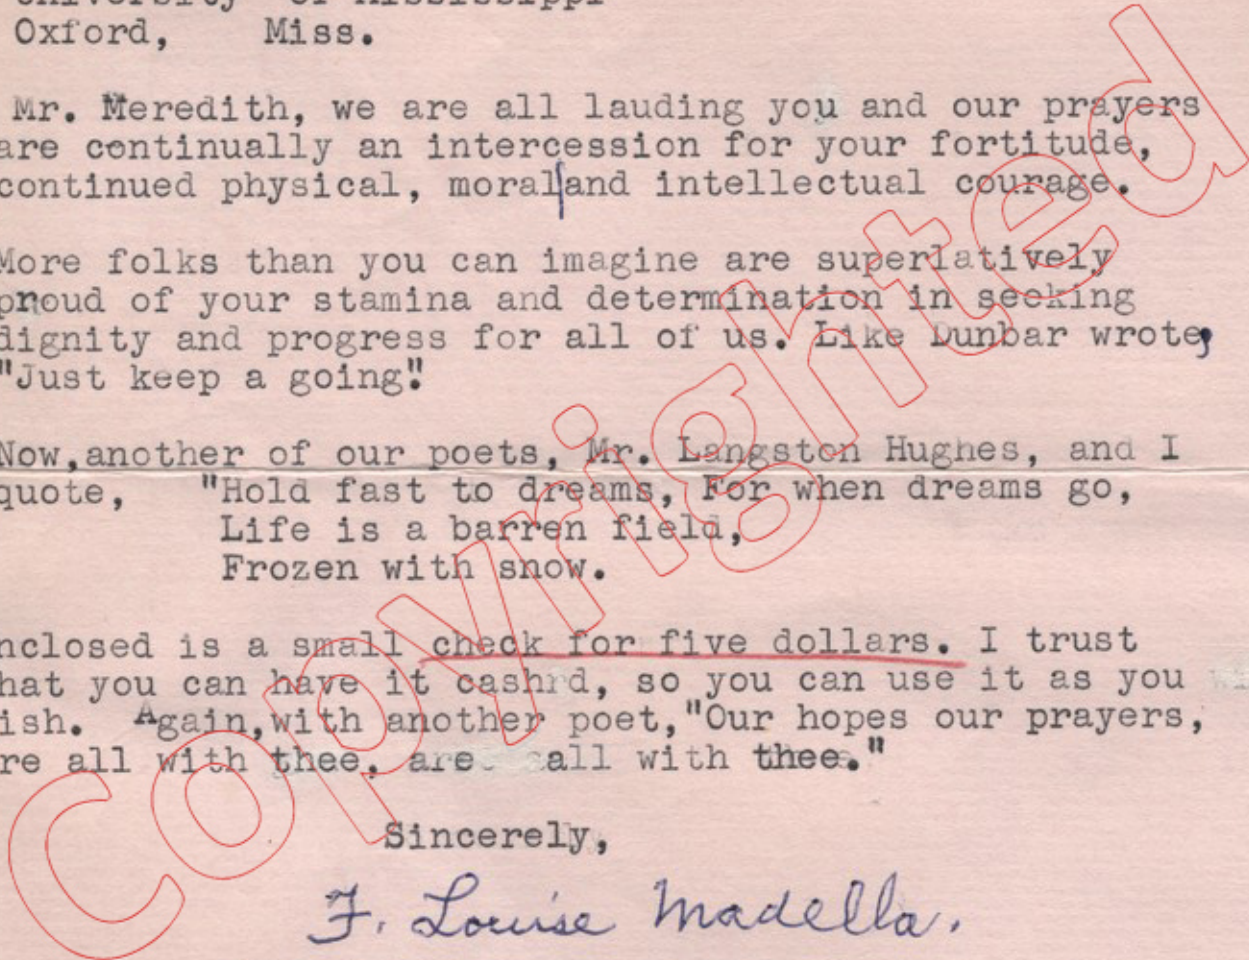 University of Mississippi
Oxford, Miss.
Mr. Meredith, we are all lauding you and our prayers
are continually an intercession for your fortitude,
continued physical, moral and intellectual courage.
More folks than you can imagine are superlatively
proud of your stamina and determination in seeking
dignity and progress for all of us. Like Dunbar wrote,
"Just keep a going"!
Now,another of our poets, Mr. Langston Hughes, and I
quote, "Hold fast to dreams, For when dreams go,
Life is a barren field,
Frozen with snow.
nclosed is a small check for five dollars. I trust
hat you can have it cashrd, so you can use it as you
ish. Again,with another poet,"Our hopes our prayers,
re all with thee, are all with thee."
Sincerely,
F. Louise Madella.
Copyrighted